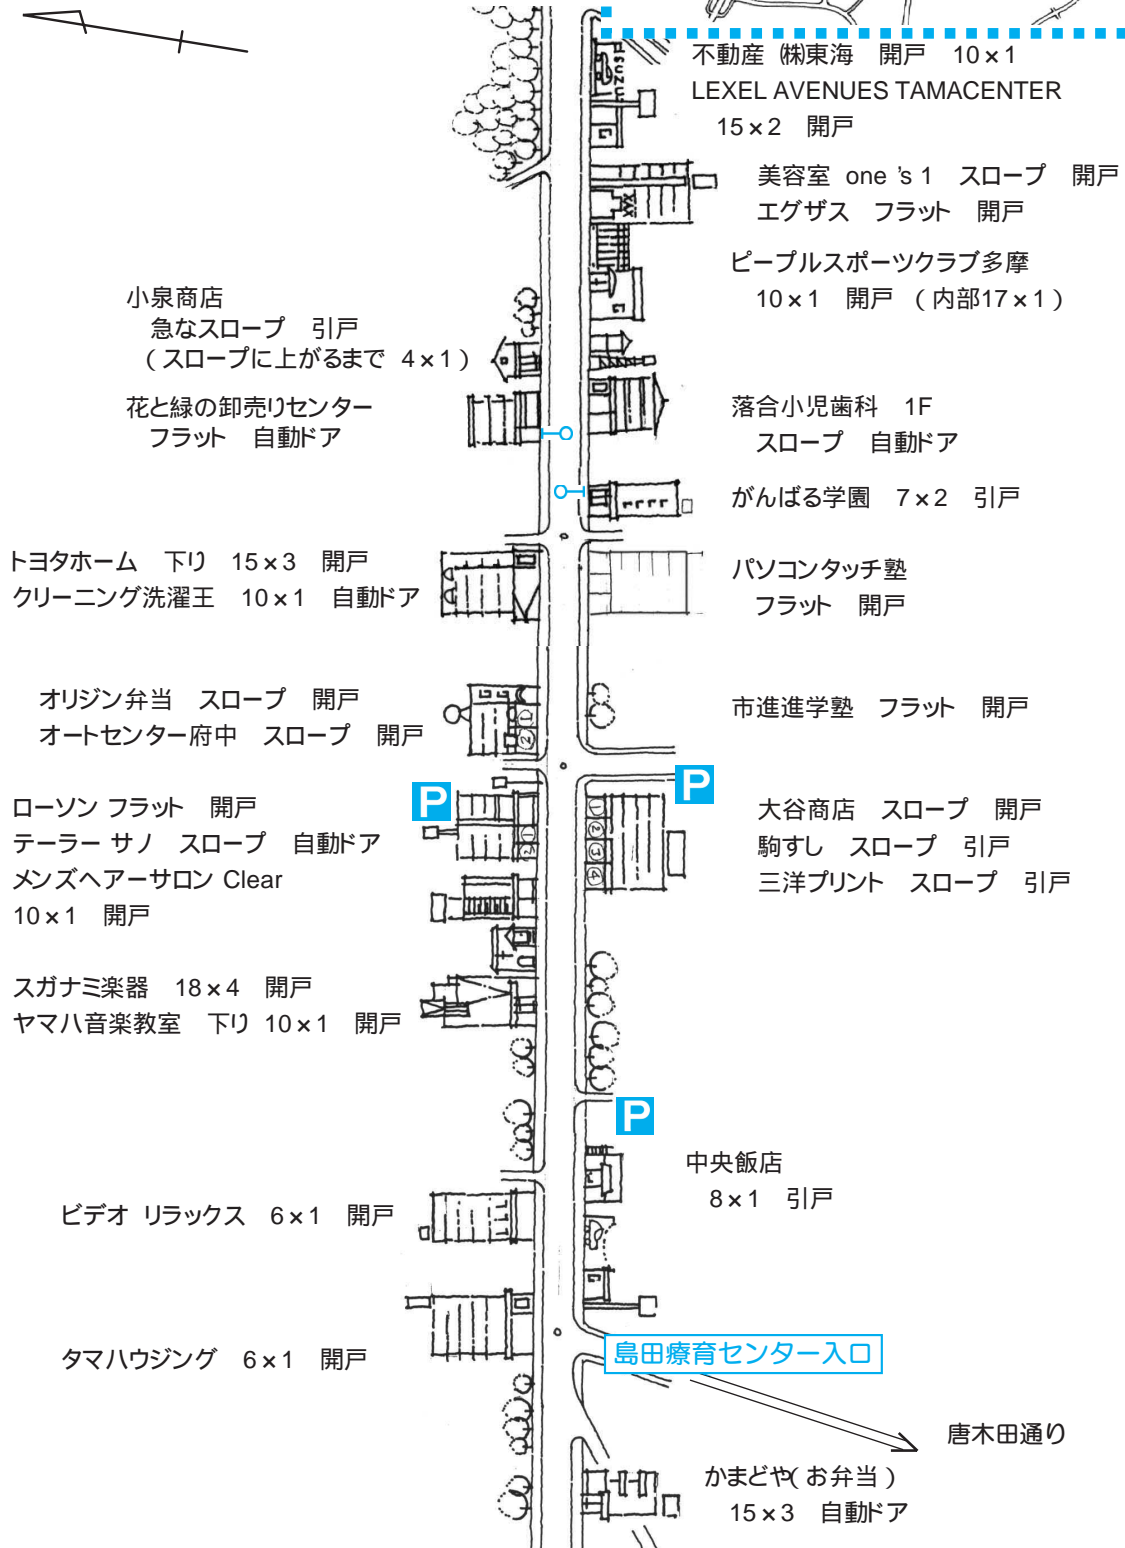 不動産 ㈱東海 開戸 10×1
LEXEL AVENUES TAMACENTER
15×2 開戸
美容室 one 's 1 スロープ 開戸
エグザス フラット 開戸
ピープルスポーツクラブ多摩
10×1 開戸 (内部17×1)
落合小児歯科 1F
スロープ 自動ドア
がんばる学園 7×2 引戸
パソコンタッチ塾
フラット 開戸
市進進学塾 フラット 開戸
P
大谷商店 スロープ 開戸
駒すし スロープ 引戸
三洋プリント スロープ 引戸
①
②
③
④
P
中央飯店
8×1 引戸
島田療育センター入口
唐木田通り
かまどや(お弁当)
15×3 自動ドア
小泉商店
急なスロープ 引戸
(スロープに上がるまで 4×1)
花と緑の卸売りセンター
フラット 自動ドア
トヨタホーム 下り 15×3 開戸
クリーニング洗濯王 10×1 自動ドア
オリジン弁当 スロープ 開戸
オートセンター府中 スロープ 開戸
①
②
P
ローソン フラット 開戸
テーラー サノ スロープ 自動ドア
メンズヘアーサロン Clear
10×1 開戸
①
②
スガナミ楽器 18×4 開戸
ヤマハ音楽教室 下り 10×1 開戸
ビデオ リラックス 6×1 開戸
タマハウジング 6×1 開戸
ISUZU